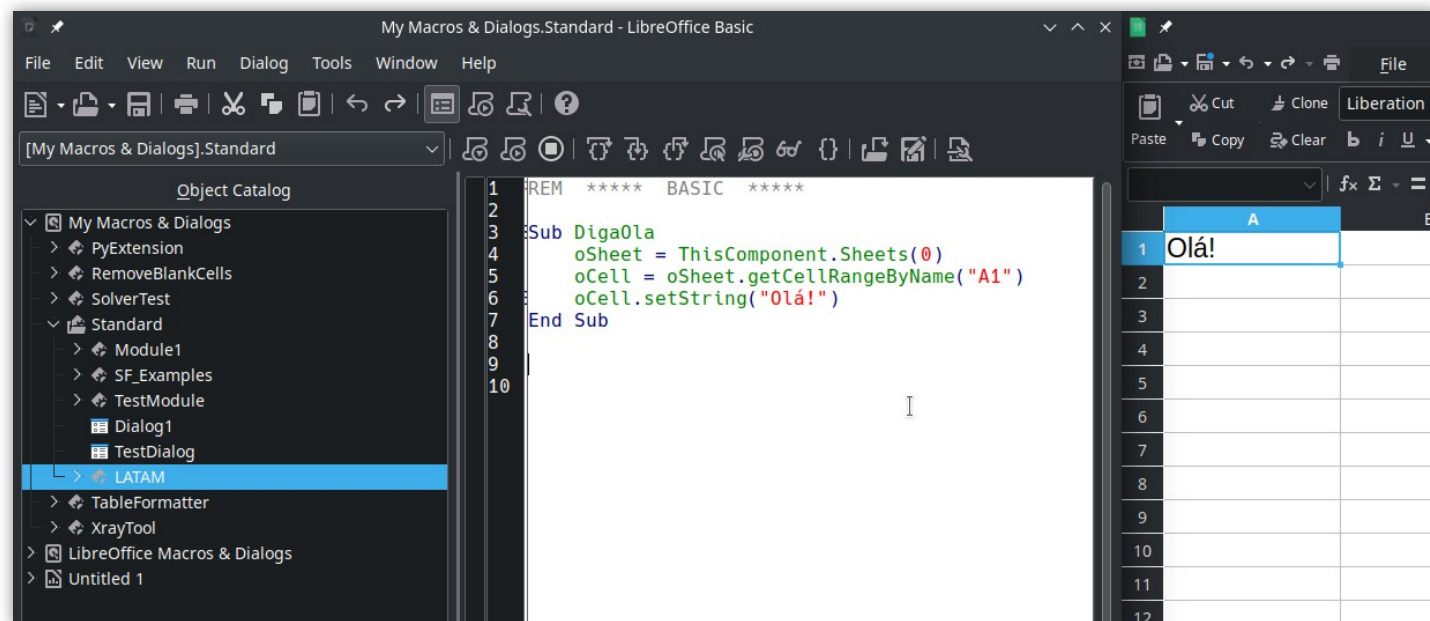 My Macros & Dialogs.Standard - LibreOffice Basic
File Edit View Run Dialog Tools Window Help
[My Macros & Dialogs].Standard
Object Catalog
My Macros & Dialogs
PyExtension
RemoveBlankCells
SolverTest
Standard
Module1
SF_Examples
TestModule
Dialog1
TestDialog
LATAM
TableFormatter
XrayTool
LibreOffice Macros & Dialogs
Untitled 1
1 REM ***** BASIC *****
2
3 Sub DigaOla
4 oSheet = ThisComponent.Sheets(0)
5 oCell = oSheet.getCellRangeByName("A1")
6 oCell.setString("Olá!")
7 End Sub
8
9
10
File
Cut Clone Liberation
Paste Copy Clear b i U
fx Σ =
A
1 Olá!
2
3
4
5
6
7
8
9
10
11
12